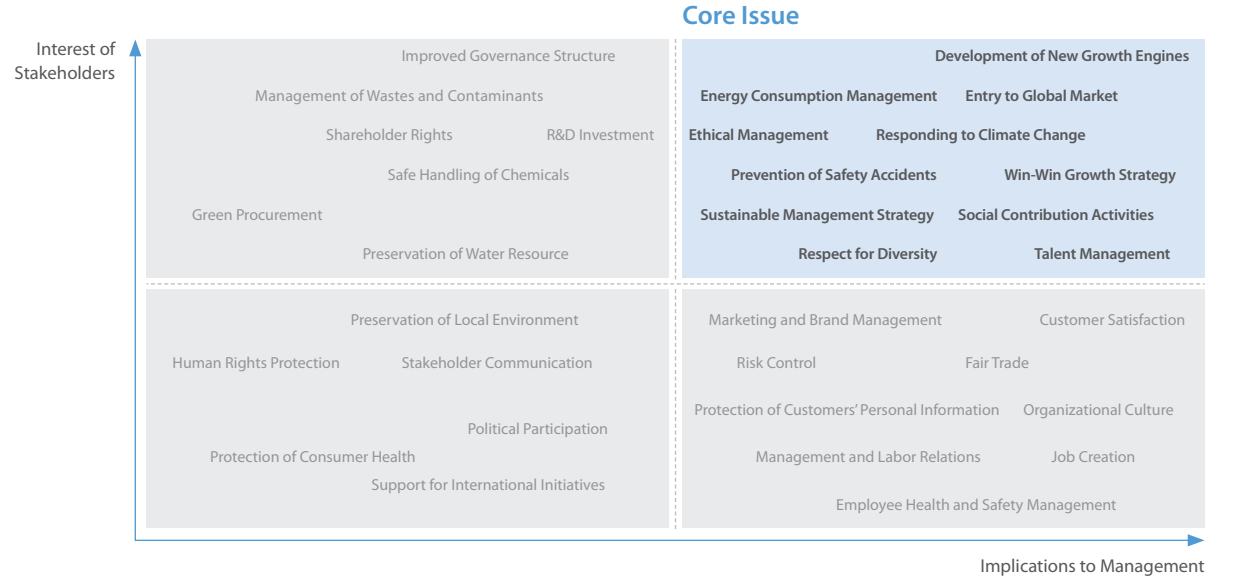 Core Issue
Interest of
Stakeholders
Improved Governance Structure
Management of Wastes and Contaminants
Shareholder Rights
R&D Investment
Safe Handling of Chemicals
Green Procurement
Preservation of Water Resource
Development of New Growth Engines
Energy Consumption Management
Entry to Global Market
Ethical Management
Responding to Climate Change
Prevention of Safety Accidents
Win-Win Growth Strategy
Sustainable Management Strategy
Social Contribution Activities
Respect for Diversity
Talent Management
Preservation of Local Environment
Human Rights Protection
Stakeholder Communication
Political Participation
Protection of Consumer Health
Support for International Initiatives
Marketing and Brand Management
Customer Satisfaction
Risk Control
Fair Trade
Protection of Customers’ Personal Information
Organizational Culture
Management and Labor Relations
Job Creation
Employee Health and Safety Management
Implications to Management